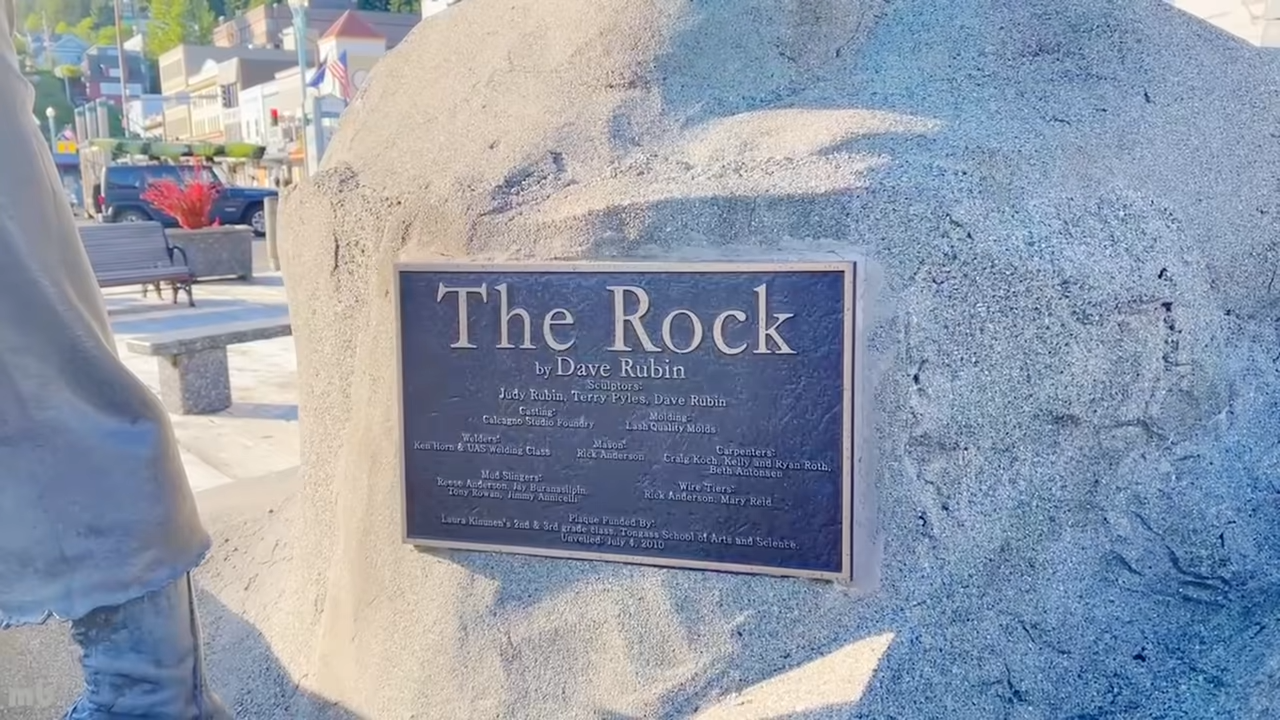 The Rock
by Dave Rubin
Sculptors:
Judy Rubin, Terry Pyles, Dave Rubin
Casting:
Calcagno Studio Foundry
Molding:
Lash Quality Molds
Welders:
Ken Horn & UAS Welding Class
Mason:
Rick Anderson
Carpenters:
Craig Koch, Kelly and Ryan Roth,
Beth Antonsen
Mud Slingers:
Reese Anderson, Jay Buranaslipin,
Tony Rowan, Jimmy Annicelli
Wire Tiers:
Rick Anderson, Mary Reid
Plaque Funded By:
Laura Kinunen's 2nd & 3rd grade class, Tongass School of Arts and Science.
Unveiled: July 4, 2010